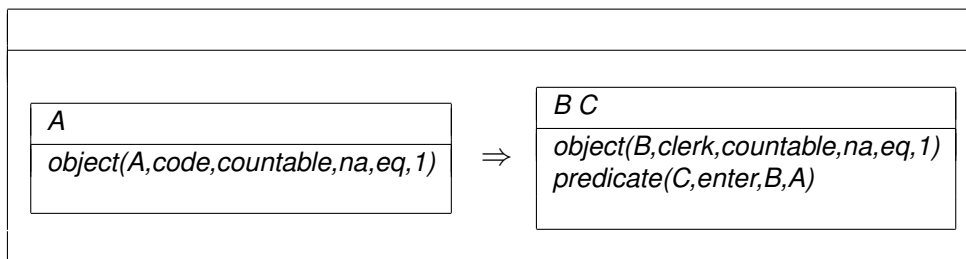 A
object(A,code,countable,na,eq,1)
⇒
B C
object(B,clerk,countable,na,eq,1)
predicate(C,enter,B,A)